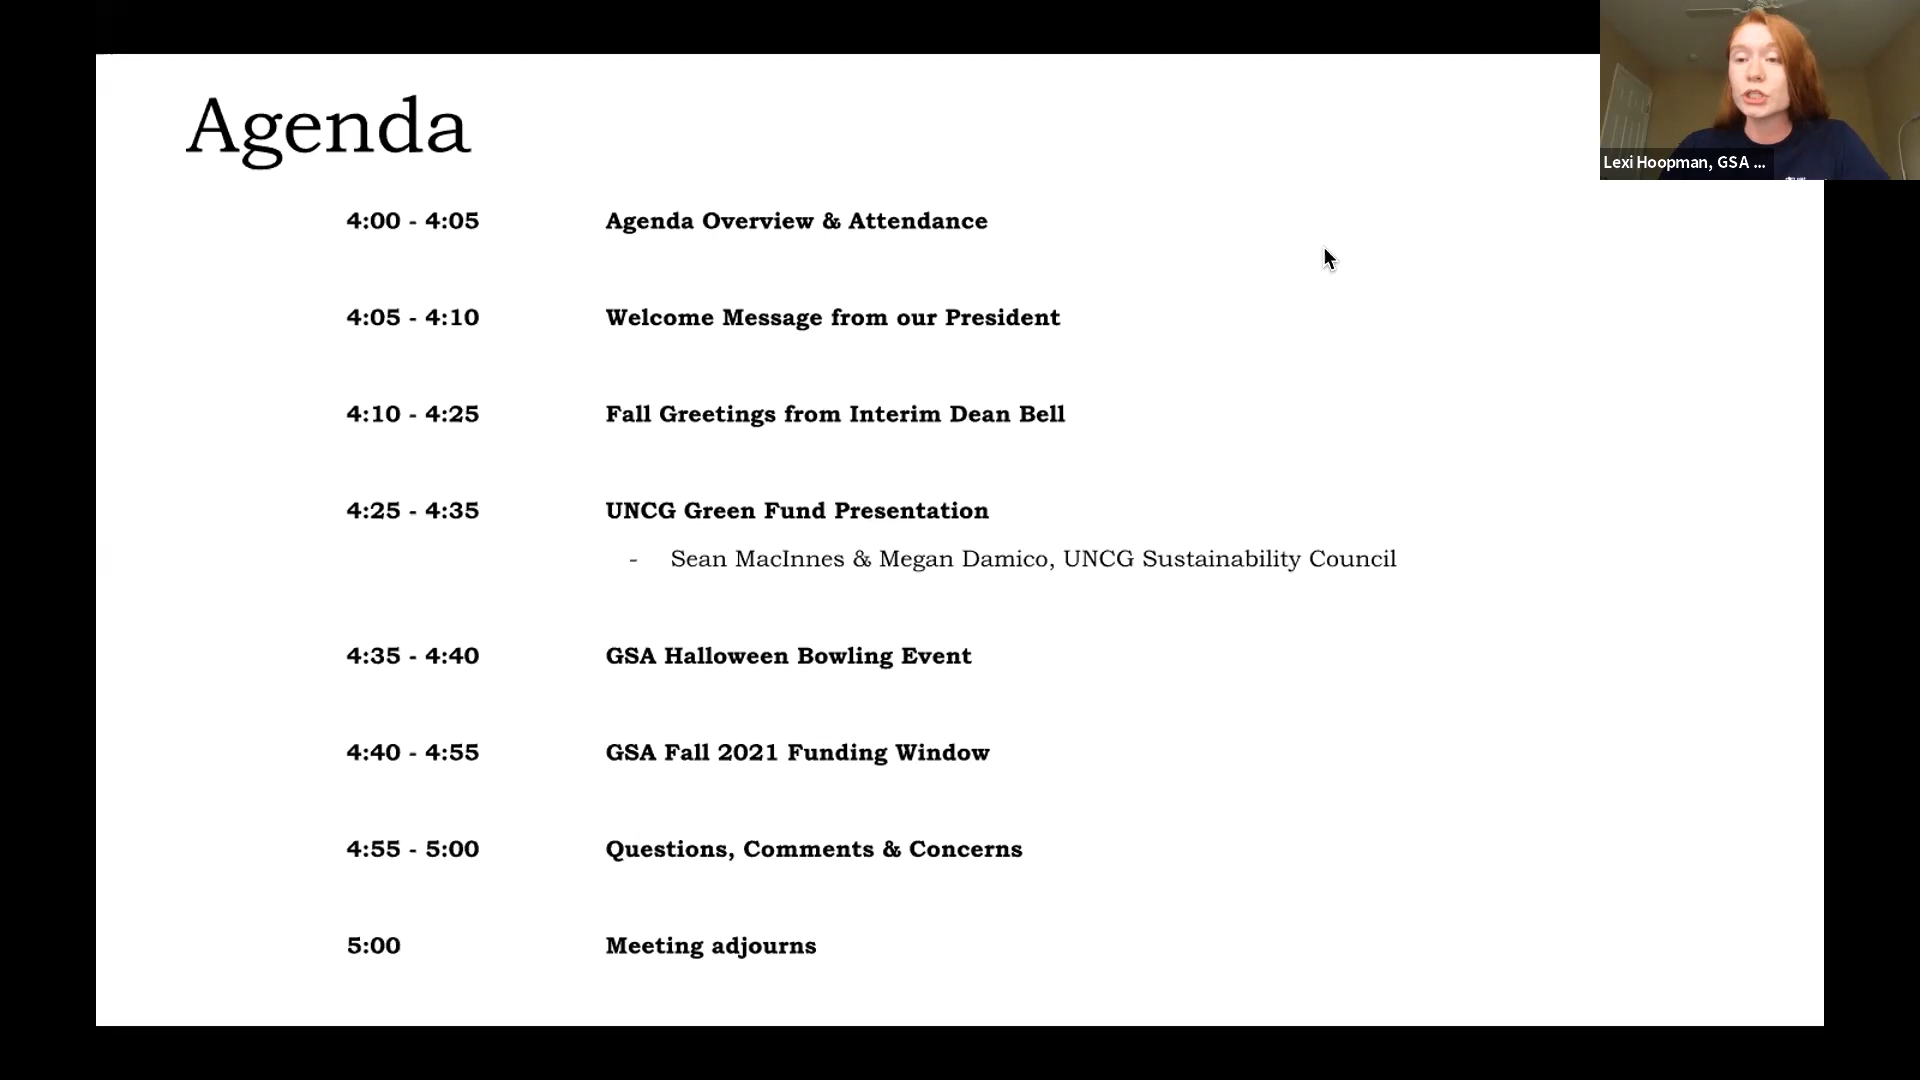 Agenda
Lexi Hoopman, GSA ...
4:00 - 4:05 Agenda Overview & Attendance
4:05 - 4:10 Welcome Message from our President
4:10 - 4:25 Fall Greetings from Interim Dean Bell
4:25 - 4:35 UNCG Green Fund Presentation
- Sean MacInnes & Megan Damico, UNCG Sustainability Council
4:35 - 4:40 GSA Halloween Bowling Event
4:40 - 4:55 GSA Fall 2021 Funding Window
4:55 - 5:00 Questions, Comments & Concerns
5:00 Meeting adjourns